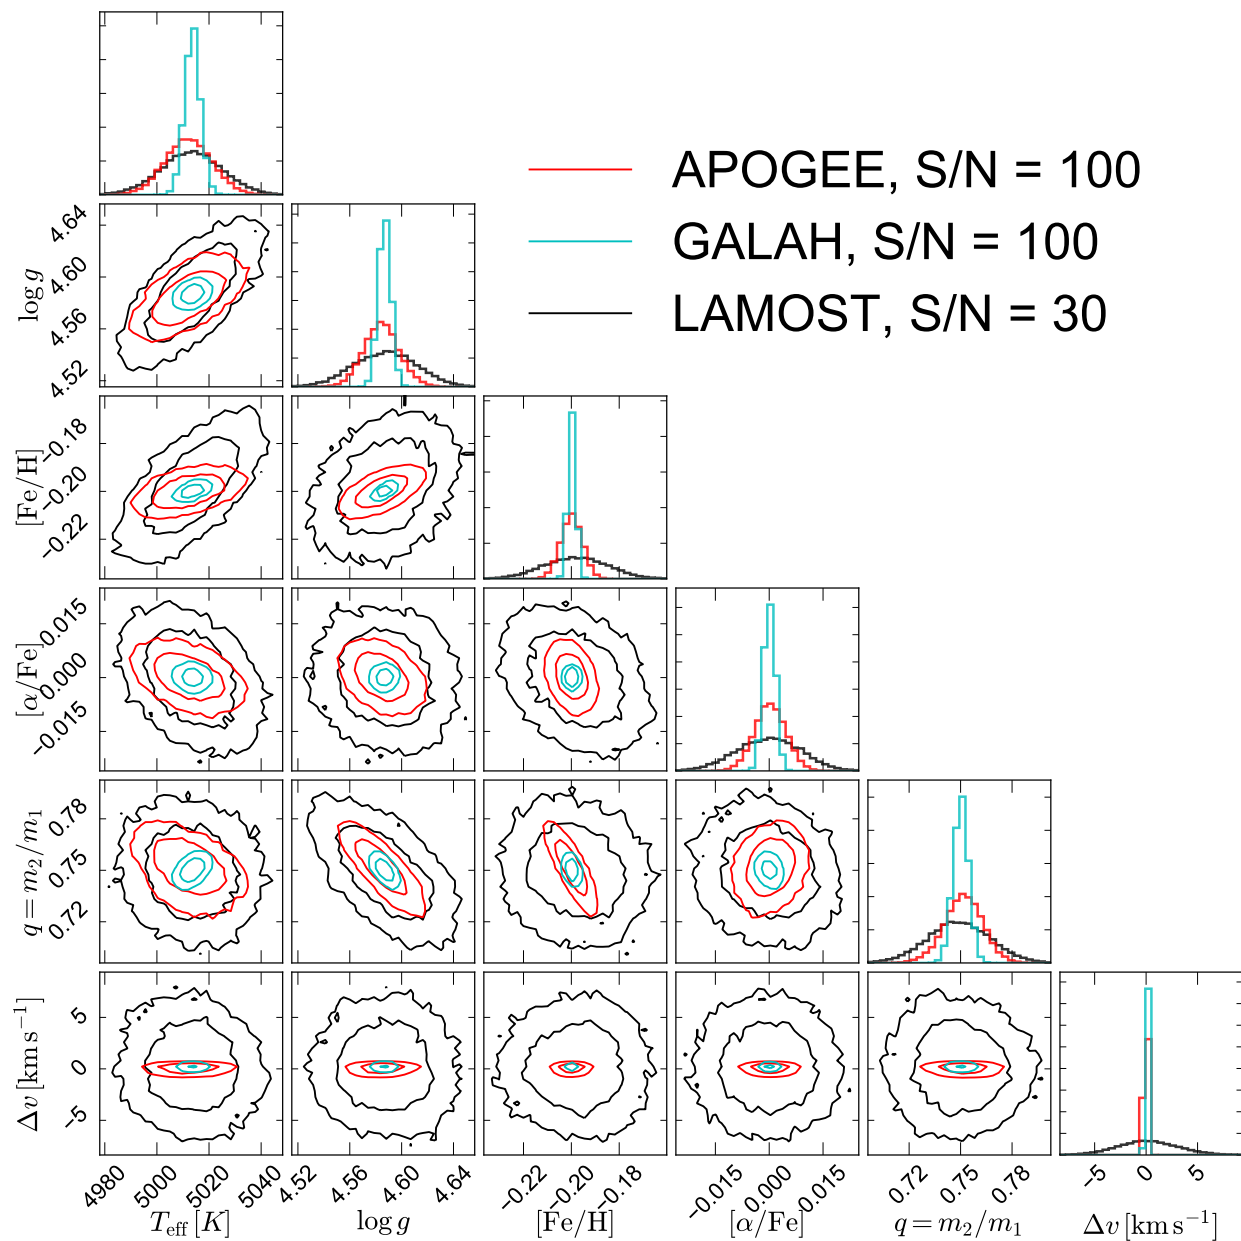 APOGEE, S/N = 100
GALAH, S/N = 100
LAMOST, S/N = 30
log g
4.64
4.60
4.56
4.52
[Fe/H]
−0.18
−0.20
−0.22
[α/Fe]
0.015
0.000
−0.015
q = m₂/m₁
0.78
0.75
0.72
Δv [km s⁻¹]
5
0
−5
4980 5000 5020 5040 4.52 4.56 4.60 4.64 −0.22 −0.20 −0.18 −0.015 0.000 0.015 0.72 0.75 0.78 −5 0 5
T_eff [K] log g [Fe/H] [α/Fe] q = m₂/m₁ Δv [km s⁻¹]